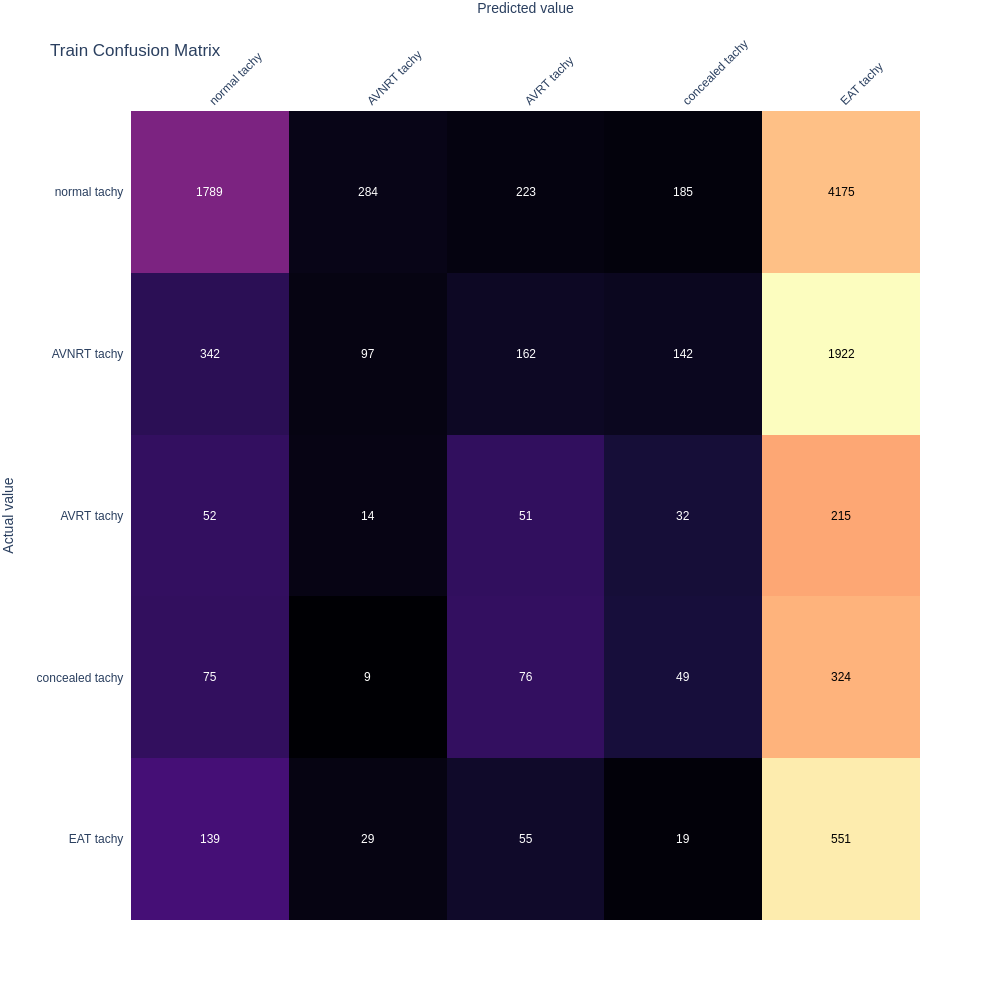 Predicted value
Train Confusion Matrix
normal tachy
AVNRT tachy
AVRT tachy
concealed tachy
EAT tachy
normal tachy 1789 284 223 185 4175
AVNRT tachy 342 97 162 142 1922
AVRT tachy 52 14 51 32 215
concealed tachy 75 9 76 49 324
EAT tachy 139 29 55 19 551
Actual value